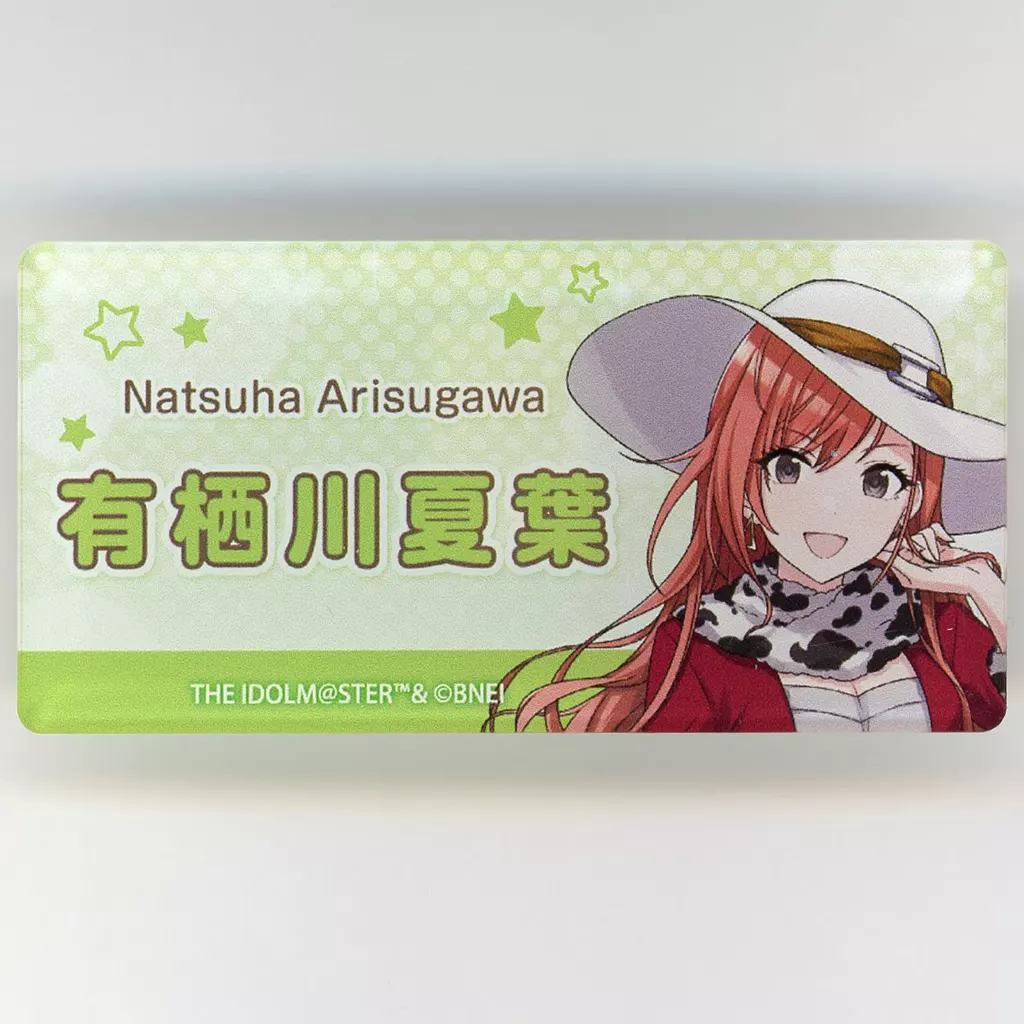 Natsuha Arisugawa
有栖川夏葉
THE IDOLM@STER™& ©BNEI